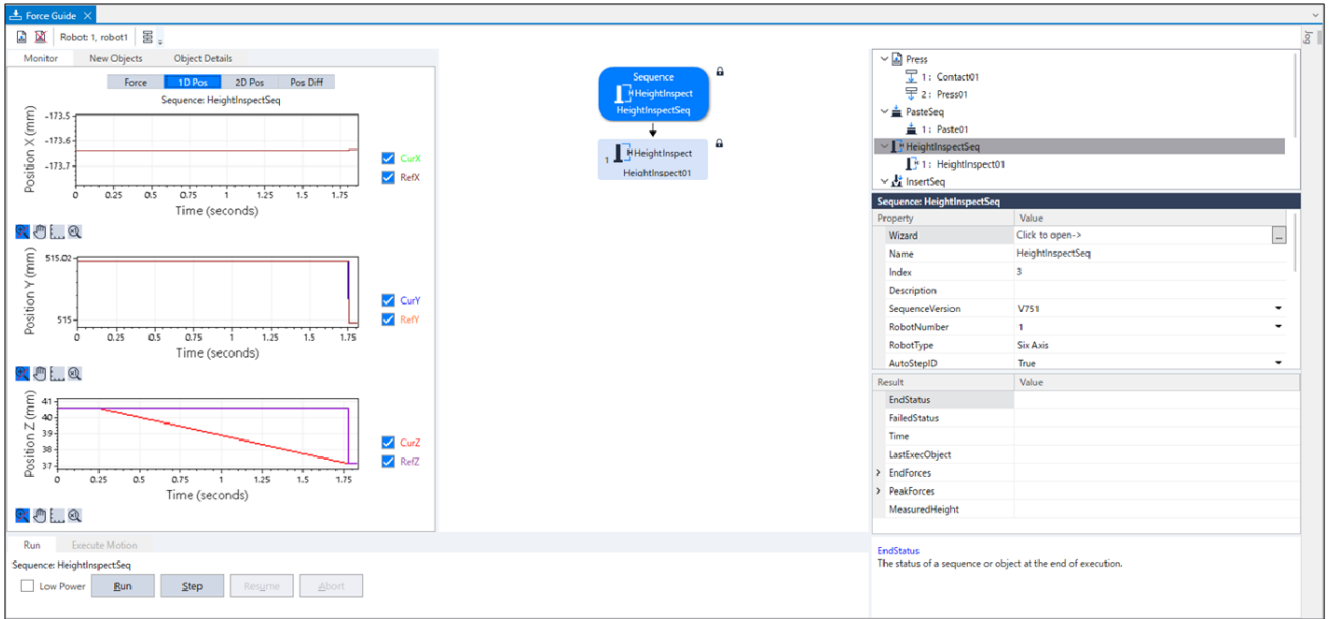 Force Guide
Robot: 1, robot1
Jog
Monitor New Objects Object Details
Force 1D Pos 2D Pos Pos Diff
Sequence: HeightInspectSeq
Position X (mm)
-173.5
-173.6
-173.7
0 0.25 0.5 0.75 1 1.25 1.5 1.75
Time (seconds)
CurX
RefX
Position Y (mm)
515.02
515
0 0.25 0.5 0.75 1 1.25 1.5 1.75
Time (seconds)
CurY
RefY
Position Z (mm)
41
40
39
38
37
0 0.25 0.5 0.75 1 1.25 1.5 1.75
Time (seconds)
CurZ
RefZ
Run Execute Motion
Sequence: HeightInspectSeq
Low Power Run Step Resume Abort
Sequence
HeightInspect
HeightInspectSeq
1 HeightInspect
HeightInspect01
Press
1: Contact01
2: Press01
PasteSeq
1: Paste01
HeightInspectSeq
1: HeightInspect01
InsertSeq
Sequence: HeightInspectSeq
Property Value
Wizard Click to open-> ...
Name HeightInspectSeq
Index 3
Description
SequenceVersion V751
RobotNumber 1
RobotType Six Axis
AutoStepID True
Result Value
EndStatus
FailedStatus
Time
LastExecObject
EndForces
PeakForces
MeasuredHeight
EndStatus
The status of a sequence or object at the end of execution.